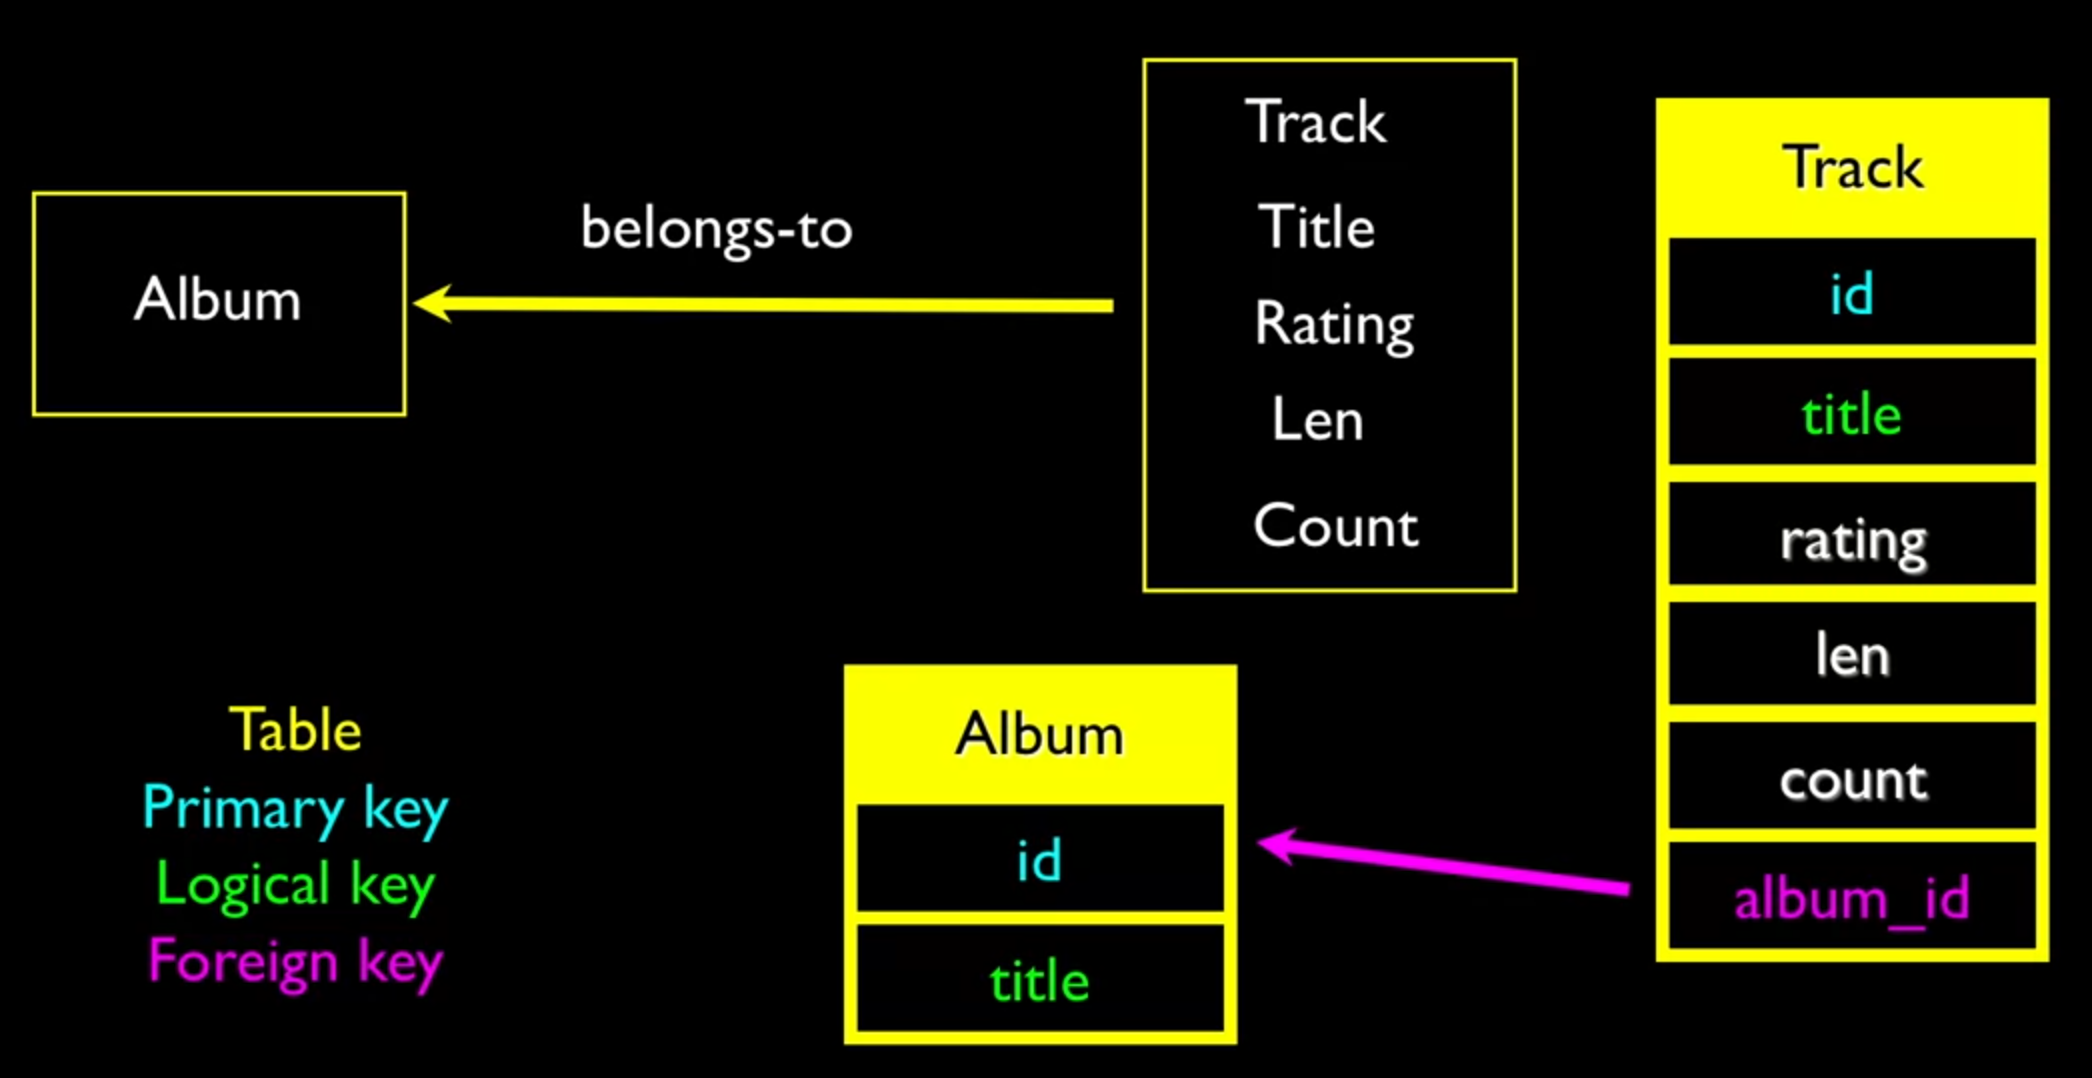 Album
belongs-to
Track
Title
Rating
Len
Count
Track
id
title
rating
len
count
album_id
Album
id
title
Table
Primary key
Logical key
Foreign key